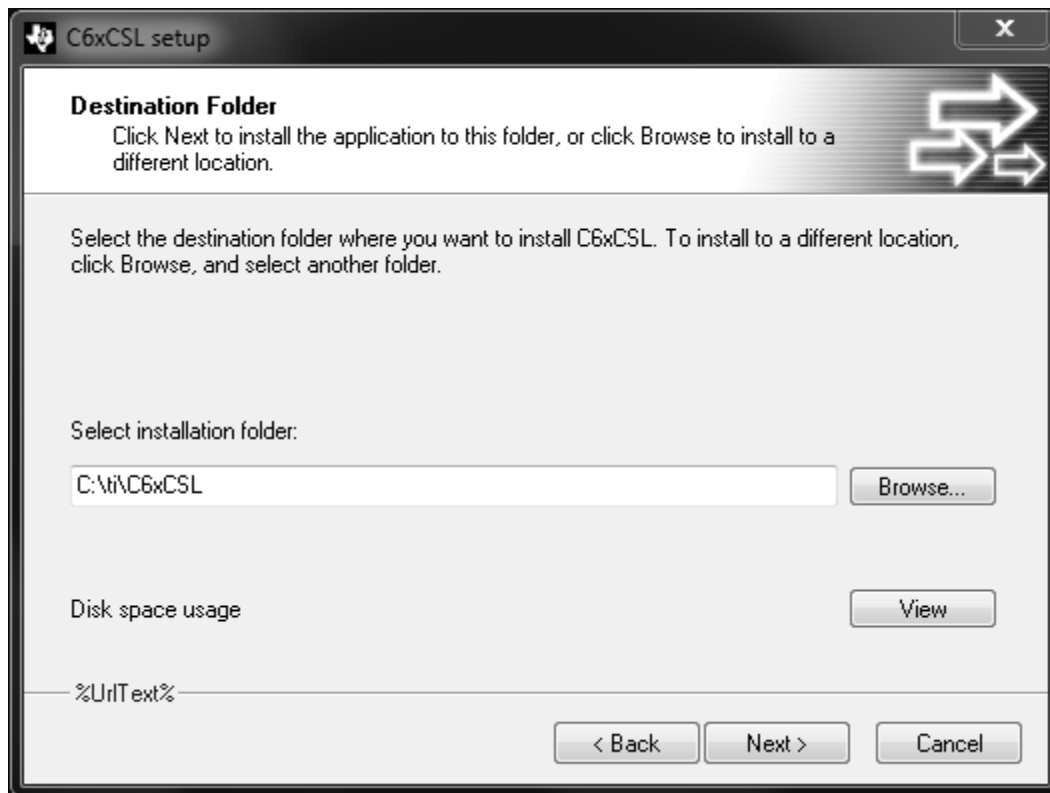 C6xCSL setup
x
Destination Folder
Click Next to install the application to this folder, or click Browse to install to a
different location.
Select the destination folder where you want to install C6xCSL. To install to a different location,
click Browse, and select another folder.
Select installation folder:
C:\ti\C6xCSL
Browse...
Disk space usage
View
%UrlText%
< Back
Next >
Cancel